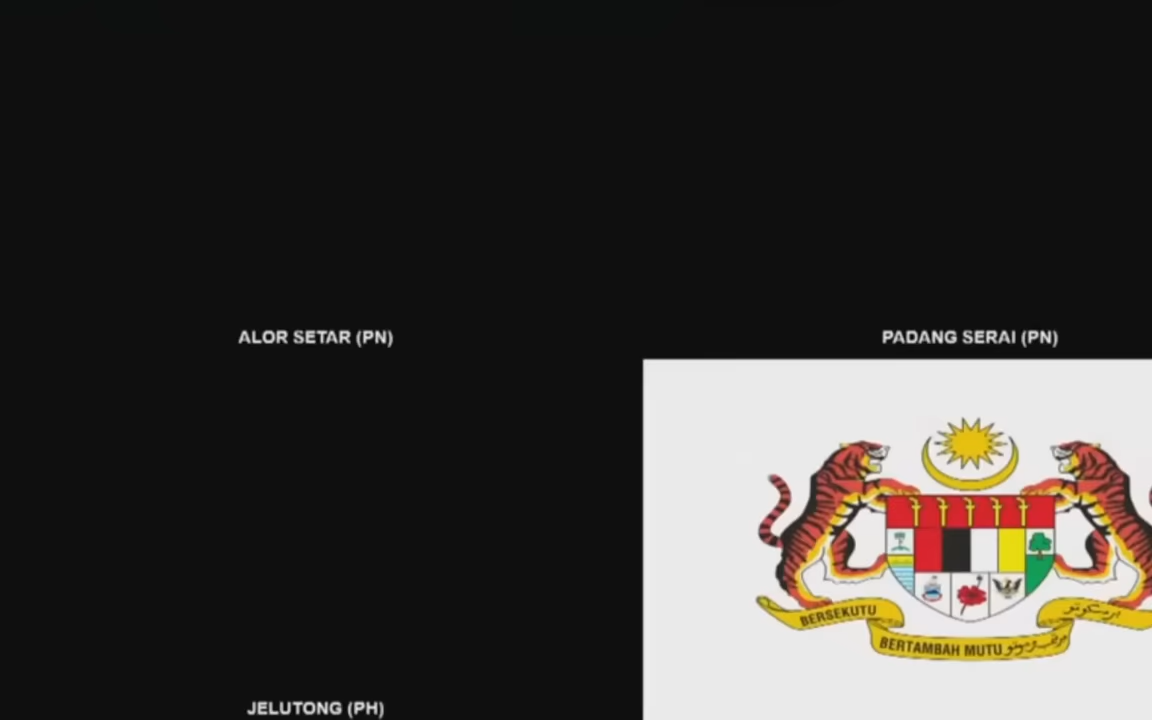 ALOR SETAR (PN)
PADANG SERAI (PN)
BERSEKUTU
BERTAMBAH MUTU
JELUTONG (PH)